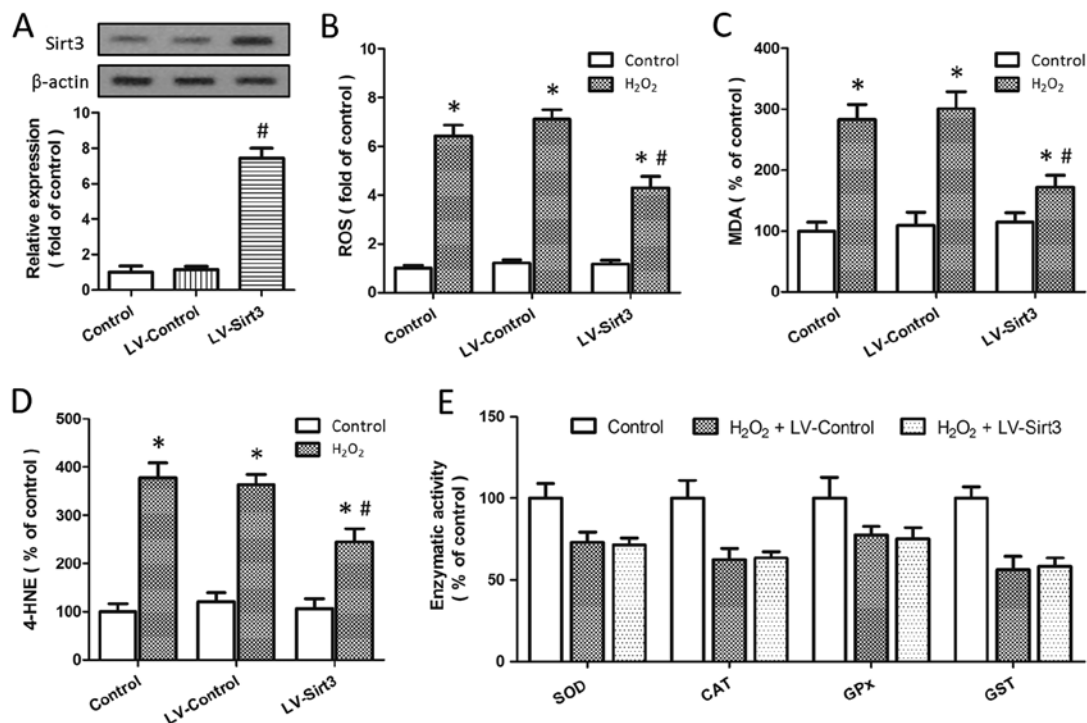 A
Sirt3
β-actin
Relative expression
( fold of control)
10
8
6
4
2
0
#
Control
LV-Control
LV-Sirt3
B
ROS ( fold of control)
10
8
6
4
2
0
Control
H₂O₂
*
*
* #
Control
LV-Control
LV-Sirt3
C
MDA ( % of control)
400
300
200
100
0
Control
H₂O₂
*
*
* #
Control
LV-Control
LV-Sirt3
D
4-HNE ( % of control)
500
400
300
200
100
0
Control
H₂O₂
*
*
* #
Control
LV-Control
LV-Sirt3
E
Enzymatic activity
( % of control)
150
100
50
0
Control
H₂O₂ + LV-Control
H₂O₂ + LV-Sirt3
SOD
CAT
GPx
GST